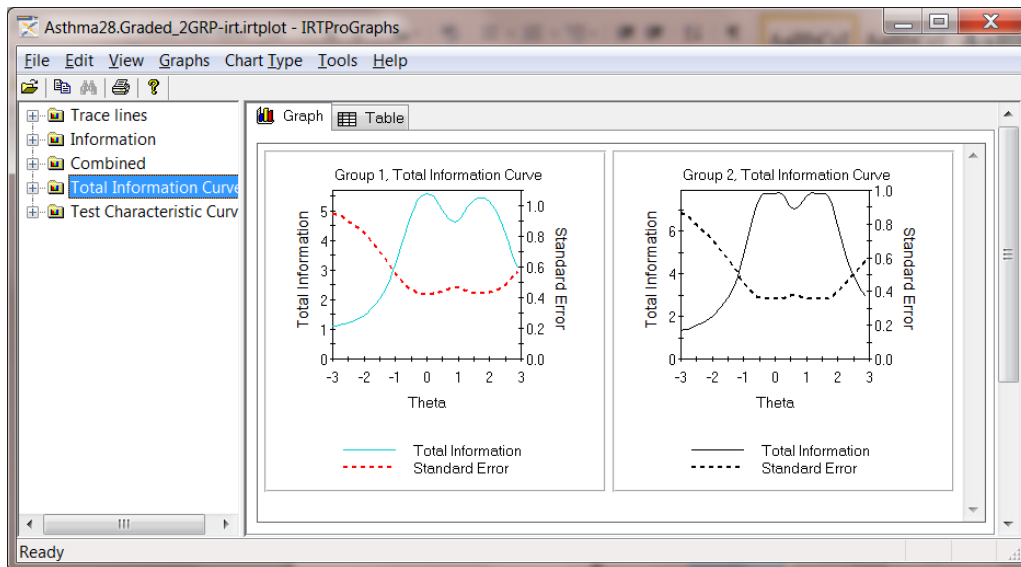 Asthma28.Graded_2GRP-irt.irtplot - IRTProGraphs
File Edit View Graphs Chart Type Tools Help
Trace lines
Information
Combined
Total Information Curve
Test Characteristic Curv
Graph Table
Group 1, Total Information Curve
Total Information
5
4
3
2
1
0
1.0
0.8
0.6
0.4
0.2
0.0
Standard Error
-3 -2 -1 0 1 2 3
Theta
Total Information
Standard Error
Group 2, Total Information Curve
Total Information
6
4
2
0
1.0
0.8
0.6
0.4
0.2
0.0
Standard Error
-3 -2 -1 0 1 2 3
Theta
Total Information
Standard Error
Ready